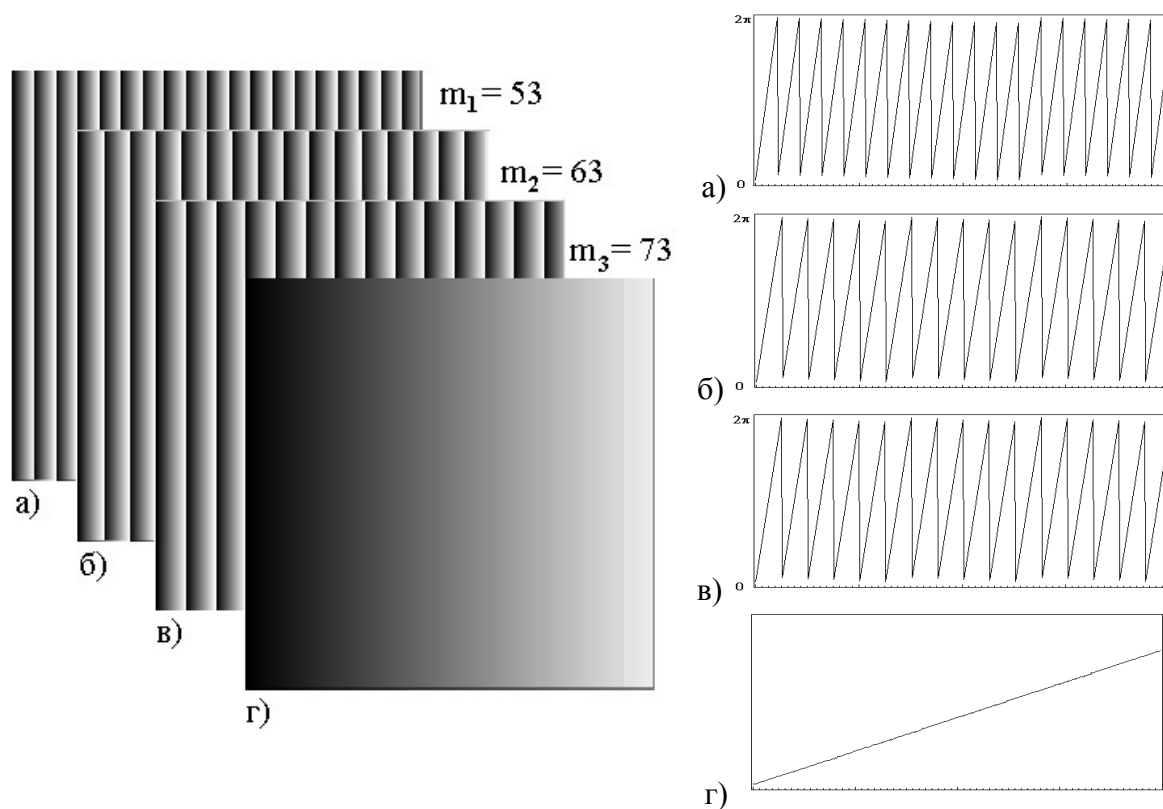 m₁ = 53
m₂ = 63
m₃ = 73
а)
б)
в)
г)
2π
0
а)
2π
0
б)
2π
0
в)
г)